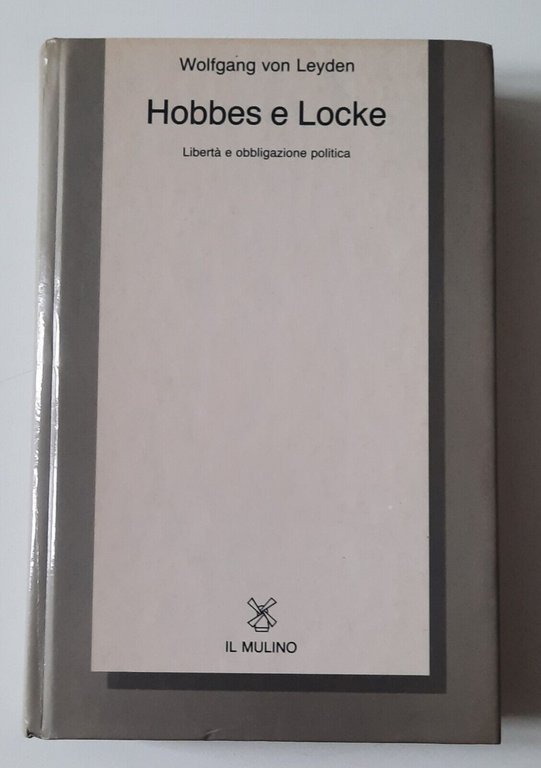 Wolfgang von Leyden
Hobbes e Locke
Libertà e obbligazione politica
IL MULINO